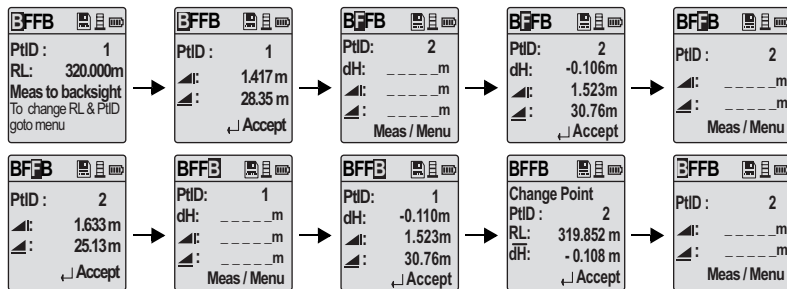 BFFB
PtID : 1
RL: 320.000m
Meas to backsight
To change RL & PtID
goto menu
BFFB
PtID : 1
1.417 m
: 28.35 m
Accept
BFFB
PtID: 2
dH: _ _ _ _ _m
: _ _ _ _ _m
: _ _ _ _ _m
Meas / Menu
BFFB
PtID: 2
dH: -0.106m
: 1.523m
: 30.76m
Accept
BFFB
PtID : 2
: _ _ _ _ _m
: _ _ _ _ _m
Meas / Menu
BFFB
PtID : 2
: 1.633 m
: 25.13 m
Accept
BFFB
PtID: 1
dH: _ _ _ _ _m
: _ _ _ _ _m
: _ _ _ _ _m
Meas / Menu
BFFB
PtID: 1
dH: -0.110m
: 1.523m
: 30.76m
Accept
BFFB
Change Point
PtID : 2
RL: 319.852 m
dH: - 0.108 m
Accept
BFFB
PtID : 2
: _ _ _ _ _m
: _ _ _ _ _m
Meas / Menu